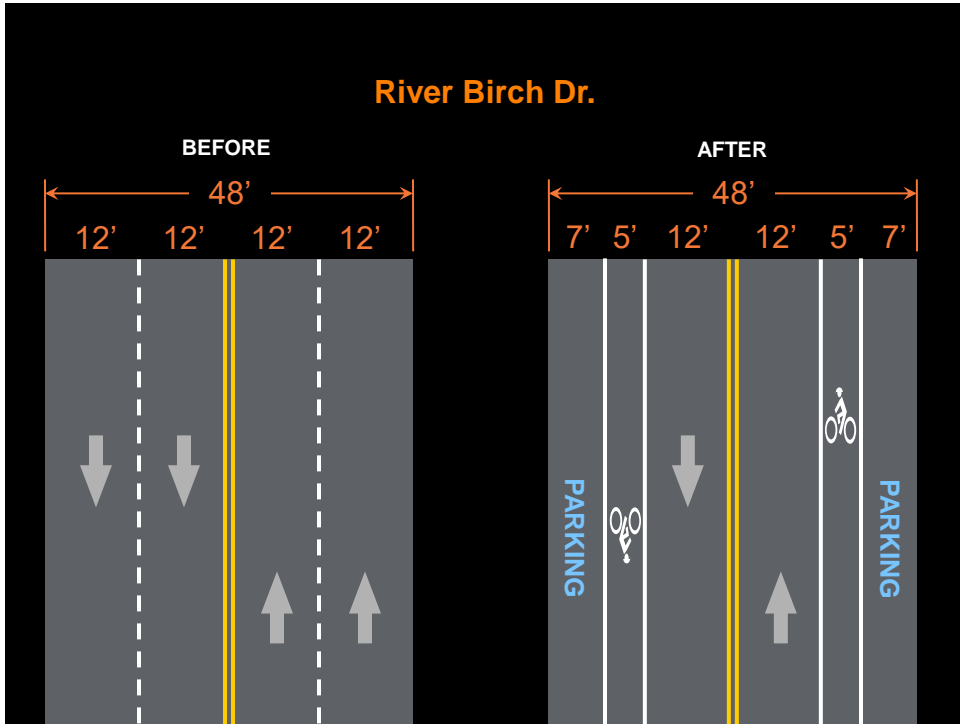 River Birch Dr.
BEFORE
48’
12’ 12’ 12’ 12’
AFTER
48’
7’ 5’ 12’ 12’ 5’ 7’
PARKING
PARKING